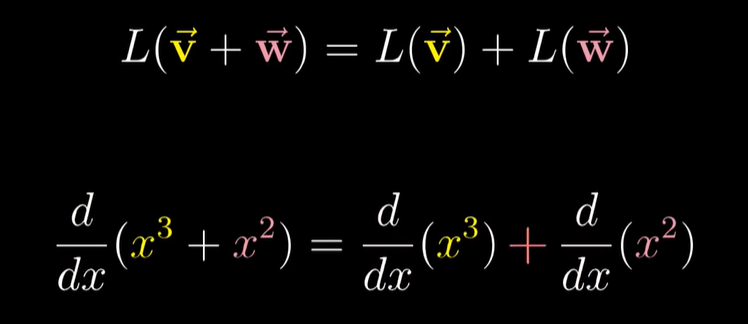 L(v⃗ + w⃗) = L(v⃗) + L(w⃗)
d/dx(x³ + x²) = d/dx(x³) + d/dx(x²)